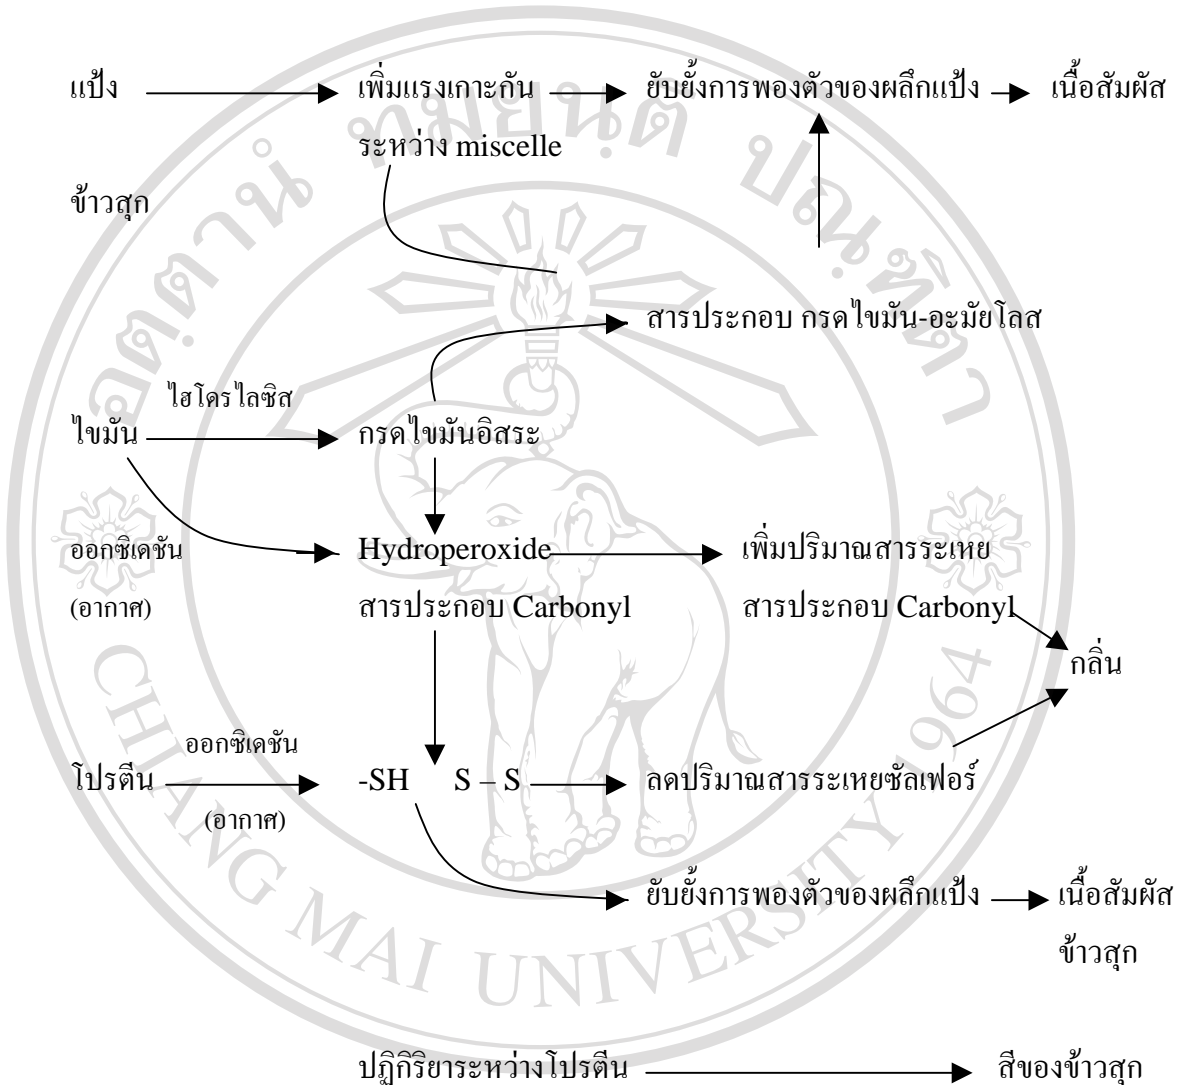 แป้ง เพิ่มแรงเกาะกัน ยับยั้งการพองตัวของผลึกแป้ง เนื้อสัมผัส
ระหว่าง miscelle
ข้าวสุก
สารประกอบ กรดไขมัน-อะมัยโลส
ไฮโดรไลซิส
ไขมัน กรดไขมันอิสระ
ออกซิเดชัน Hydroperoxide เพิ่มปริมาณสารระเหย
(อากาศ) สารประกอบ Carbonyl สารประกอบ Carbonyl
กลิ่น
ออกซิเดชัน
โปรตีน -SH S – S ลดปริมาณสารระเหยซัลเฟอร์
(อากาศ)
ยับยั้งการพองตัวของผลึกแป้ง เนื้อสัมผัส
ข้าวสุก
ปฏิกิริยาระหว่างโปรตีน สีของข้าวสุก
CHIANG MAI UNIVERSITY 1964